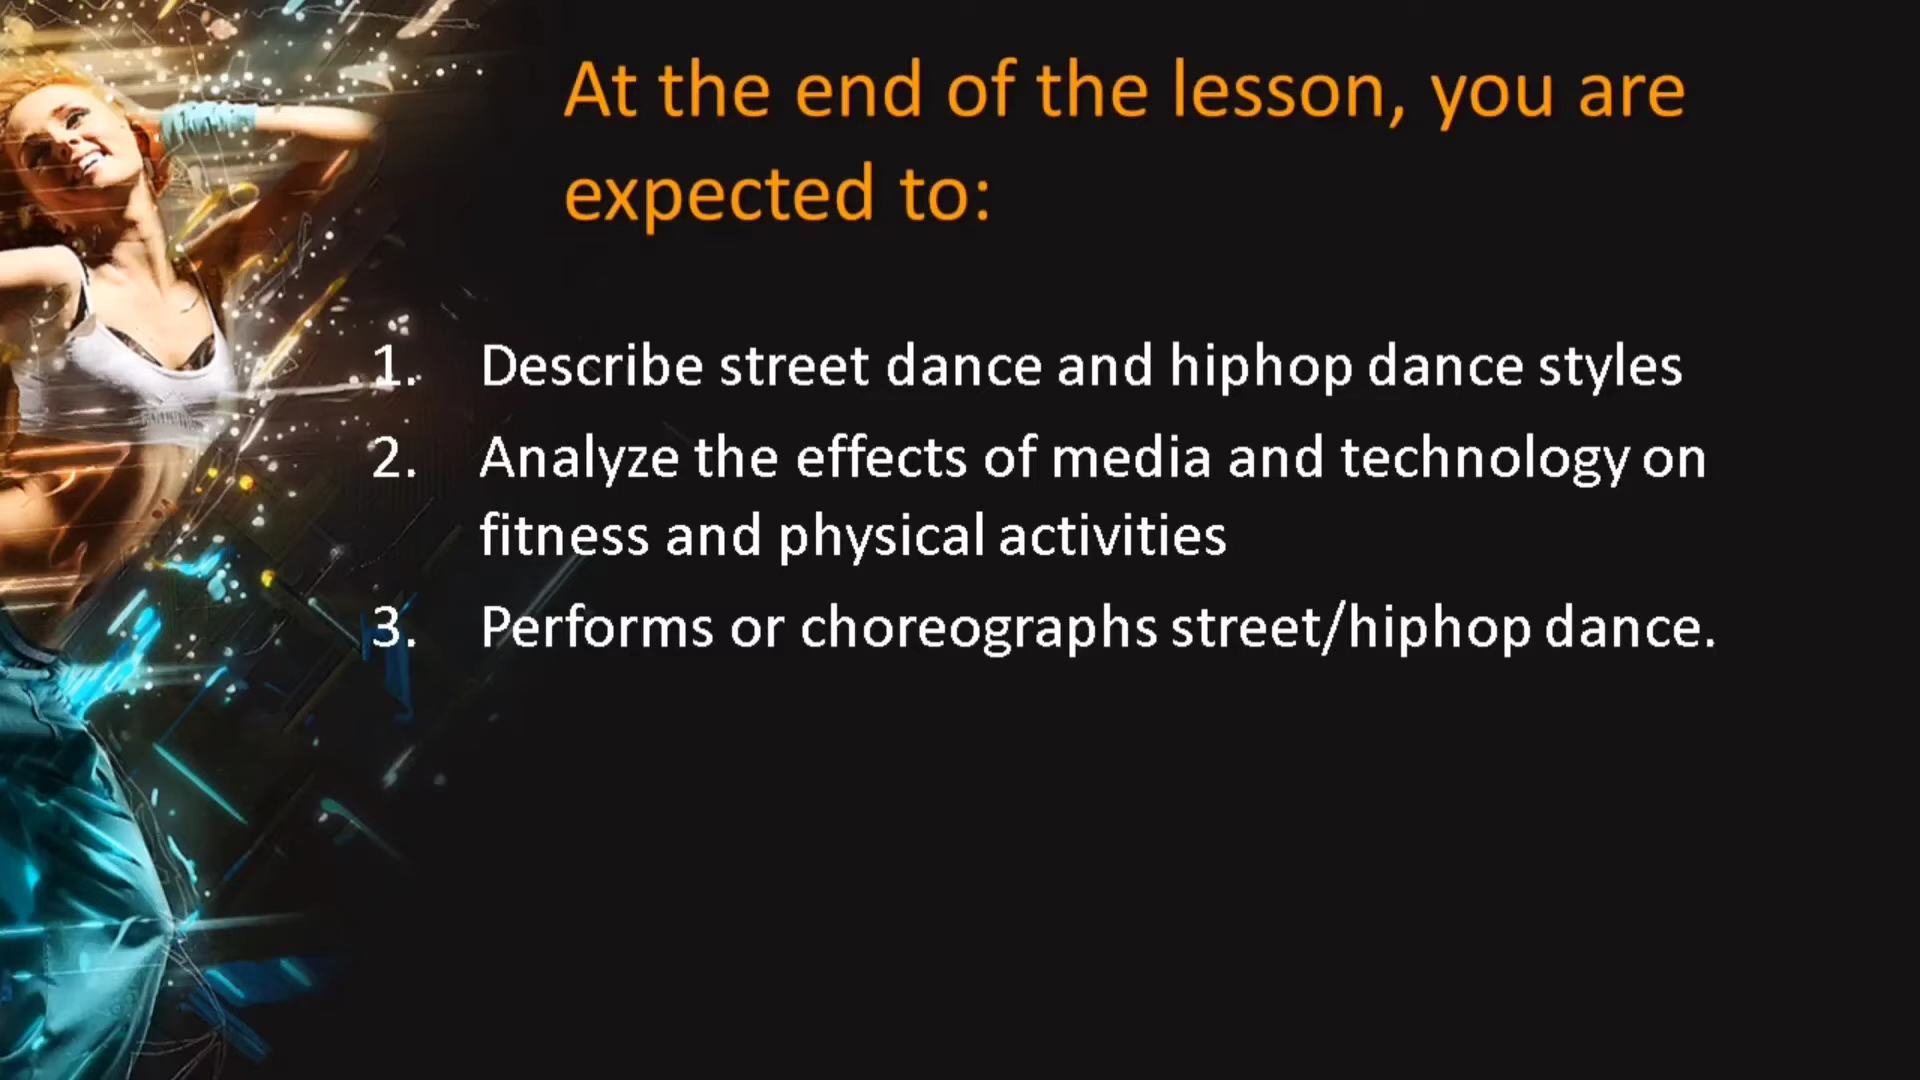 At the end of the lesson, you are
expected to:
1. Describe street dance and hiphop dance styles
2. Analyze the effects of media and technology on
fitness and physical activities
3. Performs or choreographs street/hiphop dance.